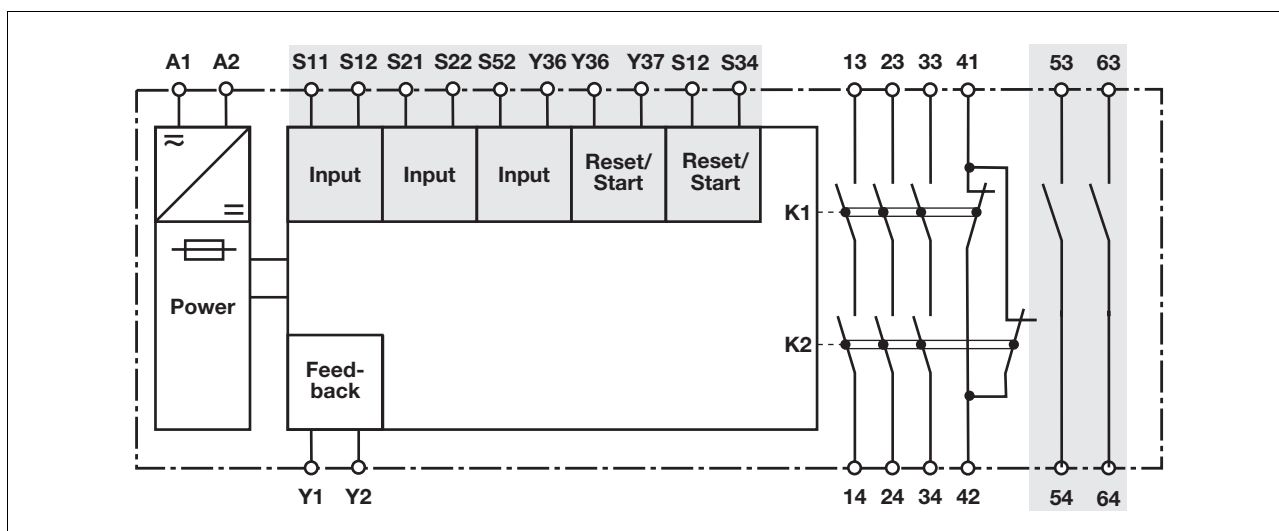 A1 A2 S11 S12 S21 S22 S52 Y36 Y36 Y37 S12 S34 13 23 33 41 53 63
Input Input Input Reset/ Reset/
Start Start
K1
Power
K2
Feed-
back
Y1 Y2 14 24 34 42 54 64